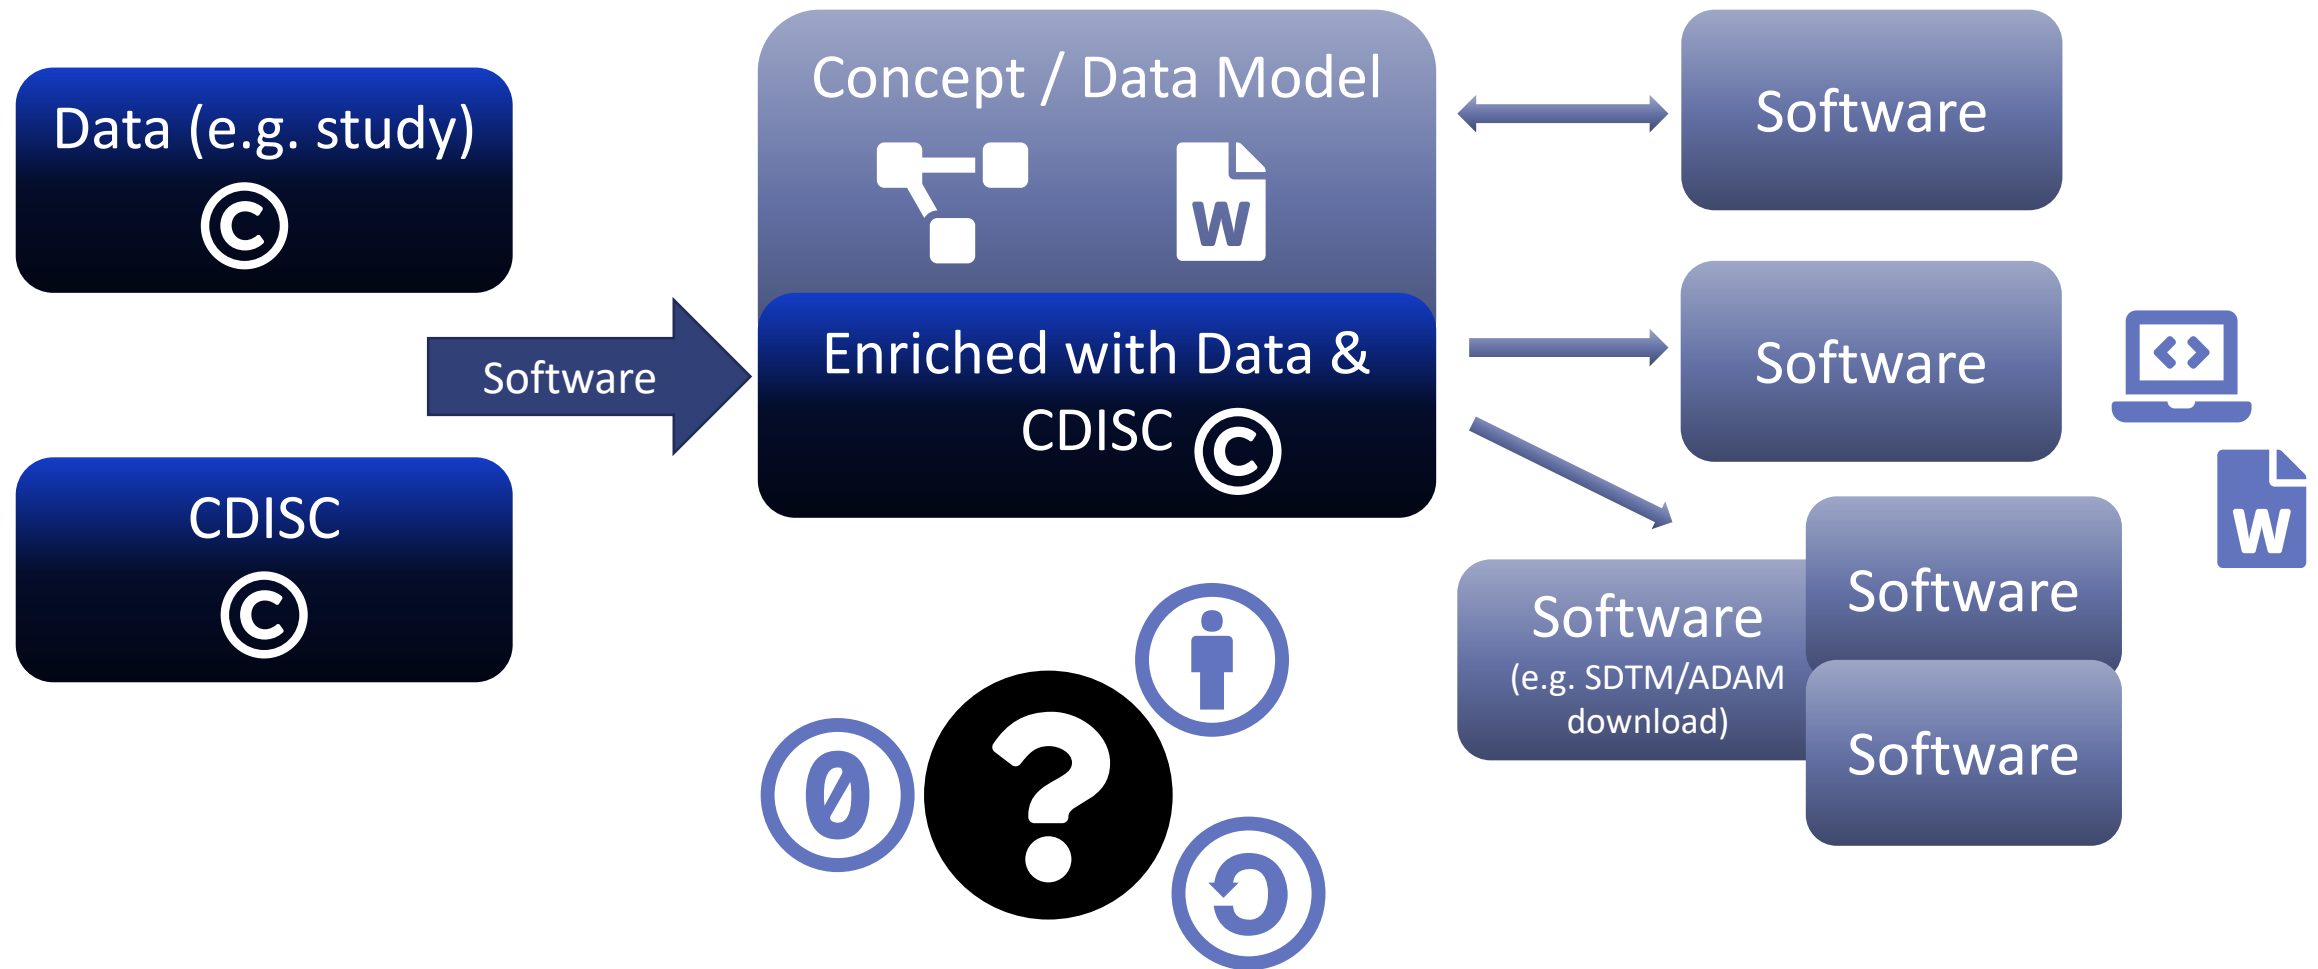 Data (e.g. study)
©
CDISC
©
Software
Concept / Data Model
W
Enriched with Data &
CDISC ©
Software
Software
W
Software
(e.g. SDTM/ADAM
download)
Software
Software
0
?